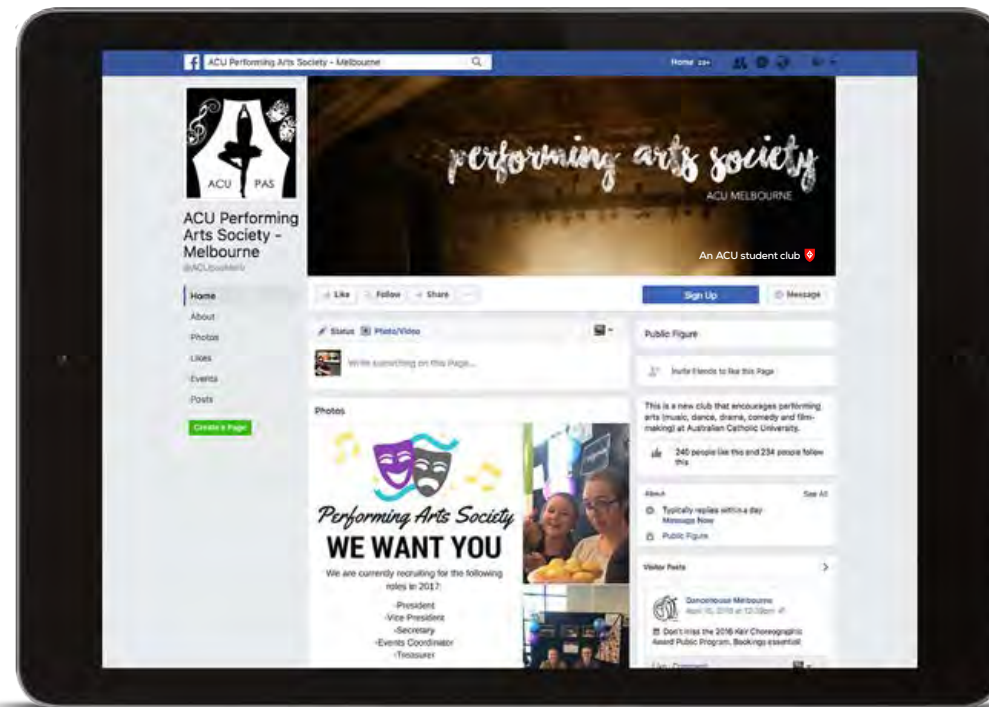 ACU Performing Arts Society - Melbourne
Home 20+
ACU PAS
ACU Performing
Arts Society -
Melbourne
Home
About
Photos
Likes
Events
Posts
Create a Page
performing arts society
ACU MELBOURNE
An ACU student club
Like Follow Share
Sign Up
Message
Status Photo/Video
Write something on this Page...
Photos
Performing Arts Society
WE WANT YOU
We are currently recruiting for the following
roles in 2017:
-President
-Vice President
-Secretary
-Events Coordinator
-Treasurer
Public Figure
Invite friends to like this Page
This is a new club that encourages performing
arts (music, dance, drama, comedy and film-
making) at Australian Catholic University.
240 people like this and 234 people follow
this
About See All
Typically replies within a day
Message Now
Public Figure
Visitor Posts
Dancehouse Melbourne
Don't miss the 2016 Keir Choreographic
Award Public Program. Bookings essential